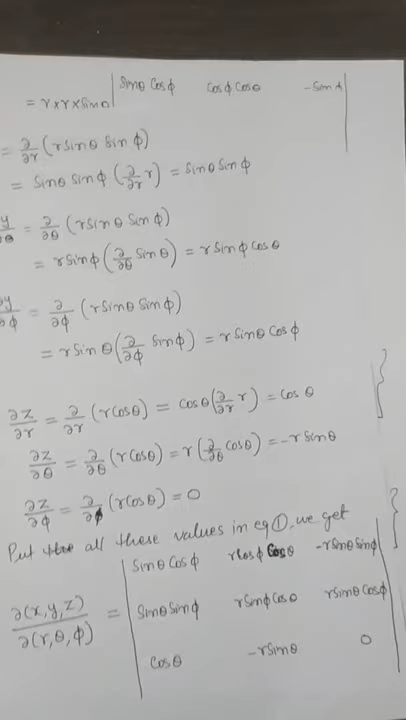 = r×r×sinθ | sinθ cosϕ cosϕ cosθ -sinϕ |
= ∂/∂r (r sinθ sinϕ)
= sinθ sinϕ (∂/∂r r) = sinθ sinϕ
∂y/∂θ = ∂/∂θ (r sinθ sinϕ)
= r sinϕ (∂/∂θ sinθ) = r sinϕ cosθ
∂y/∂ϕ = ∂/∂ϕ (r sinθ sinϕ)
= r sinθ (∂/∂ϕ sinϕ) = r sinθ cosϕ
∂z/∂r = ∂/∂r (r cosθ) = cosθ (∂/∂r r) = cosθ
∂z/∂θ = ∂/∂θ (r cosθ) = r (∂/∂θ cosθ) = -r sinθ
∂z/∂ϕ = ∂/∂ϕ (r cosθ) = 0
Put all these values in eq ①, we get
sinθ cosϕ r cosϕ cosθ -r sinθ sinϕ
∂(x,y,z)/∂(r,θ,ϕ) = | sinθ sinϕ r sinϕ cosθ r sinθ cosϕ |
cosθ -r sinθ 0